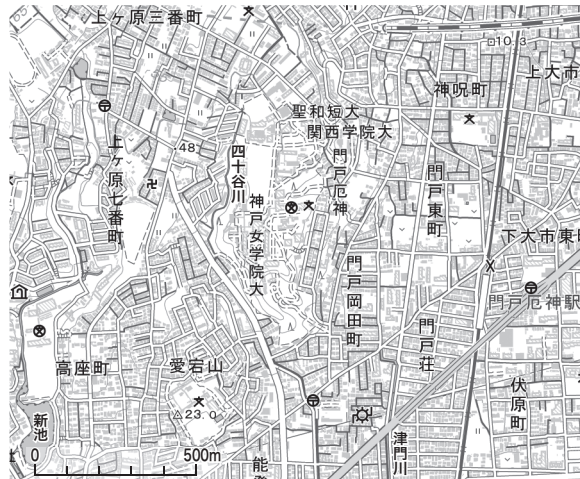 上ヶ原三番町
10.3
上大市
神呪町
聖和短大
関西学院大
・48
四十谷川
門戸厄神
上ヶ原七番町
神戸女学院大
門戸東町
下大市東町
門戸岡田町
門戸厄神駅
門戸荘
高座町
愛宕山
伏原町
23.0
新池
津門川
0
500m
能登